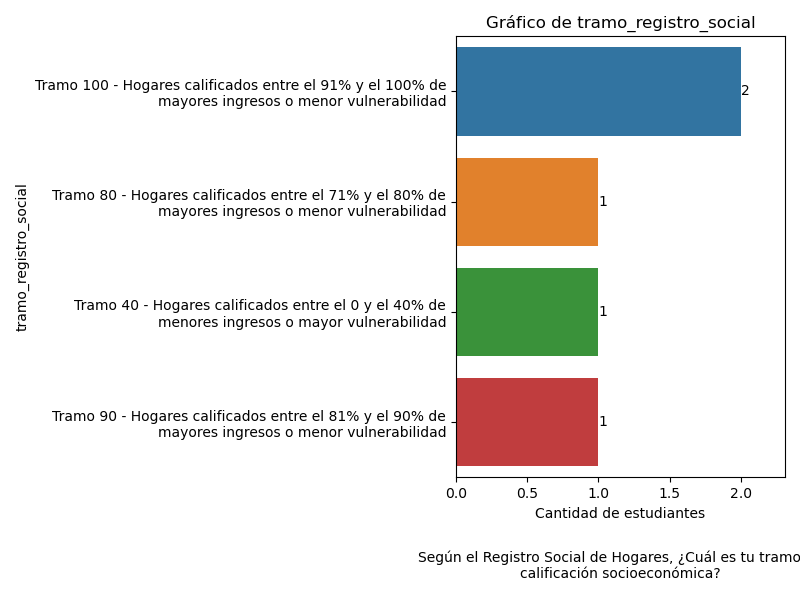 Gráfico de tramo_registro_social
Tramo 100 - Hogares calificados entre el 91% y el 100% de
mayores ingresos o menor vulnerabilidad
2
Tramo 80 - Hogares calificados entre el 71% y el 80% de
mayores ingresos o menor vulnerabilidad
1
Tramo 40 - Hogares calificados entre el 0 y el 40% de
menores ingresos o mayor vulnerabilidad
1
Tramo 90 - Hogares calificados entre el 81% y el 90% de
mayores ingresos o menor vulnerabilidad
1
tramo_registro_social
0.0 0.5 1.0 1.5 2.0
Cantidad de estudiantes
Según el Registro Social de Hogares, ¿Cuál es tu tramo
calificación socioeconómica?